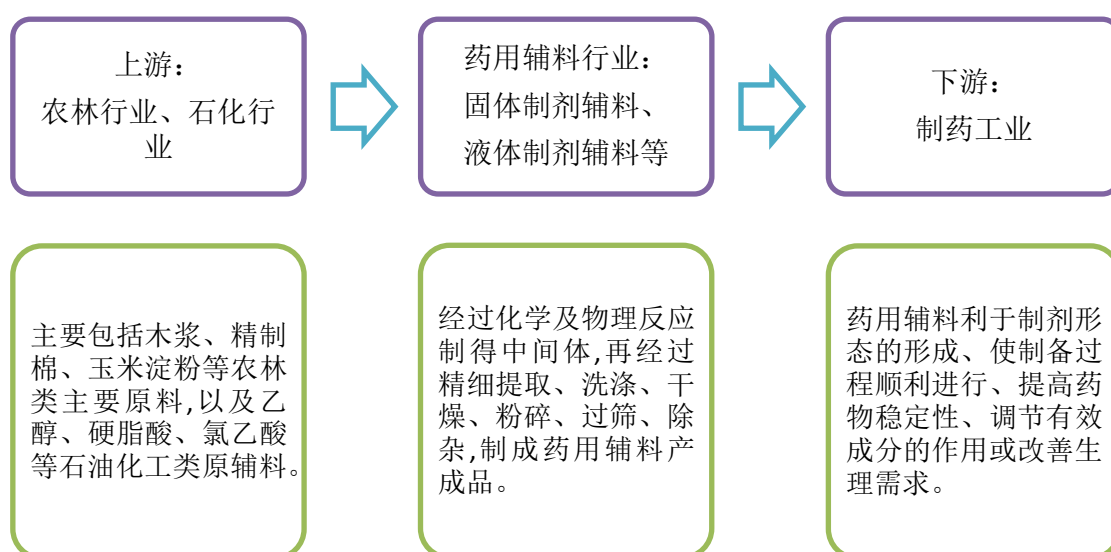 上游：
农林行业、石化行
业
药用辅料行业：
固体制剂辅料、
液体制剂辅料等
下游：
制药工业
主要包括木浆、精制
棉、玉米淀粉等农林
类主要原料,以及乙
醇、硬脂酸、氯乙酸
等石油化工类原辅料。
经过化学及物理反应
制得中间体,再经过
精细提取、洗涤、干
燥、粉碎、过筛、除
杂,制成药用辅料产
成品。
药用辅料利于制剂形
态的形成、使制备过
程顺利进行、提高药
物稳定性、调节有效
成分的作用或改善生
理需求。